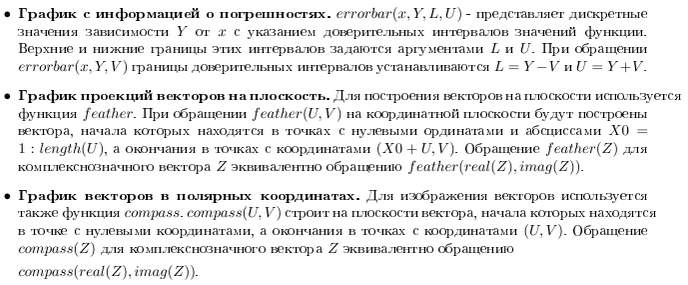 • График с информацией о погрешностях. errorbar(x, Y, L, U) - представляет дискретные
значения зависимости Y от x с указанием доверительных интервалов значений функции.
Верхние и нижние границы этих интервалов задаются аргументами L и U. При обращении
errorbar(x, Y, V) границы доверительных интервалов устанавливаются L = Y − V и U = Y + V.
• График проекций векторов на плоскость. Для построения векторов на плоскости используется
функция feather. При обращении feather(U, V) на координатной плоскости будут построены
вектора, начала которых находятся в точках с нулевыми ординатами и абсциссами X0 =
1 : length(U), а окончания в точках с координатами (X0 + U, V). Обращение feather(Z) для
комплекснозначного вектора Z эквивалентно обращению feather(real(Z), imag(Z)).
• График векторов в полярных координатах. Для изображения векторов используется
также функция compass. compass(U, V) строит на плоскости вектора, начала которых находятся
в точке с нулевыми координатами, а окончания в точках с координатами (U, V). Обращение
compass(Z) для комплекснозначного вектора Z эквивалентно обращению
compass(real(Z), imag(Z)).